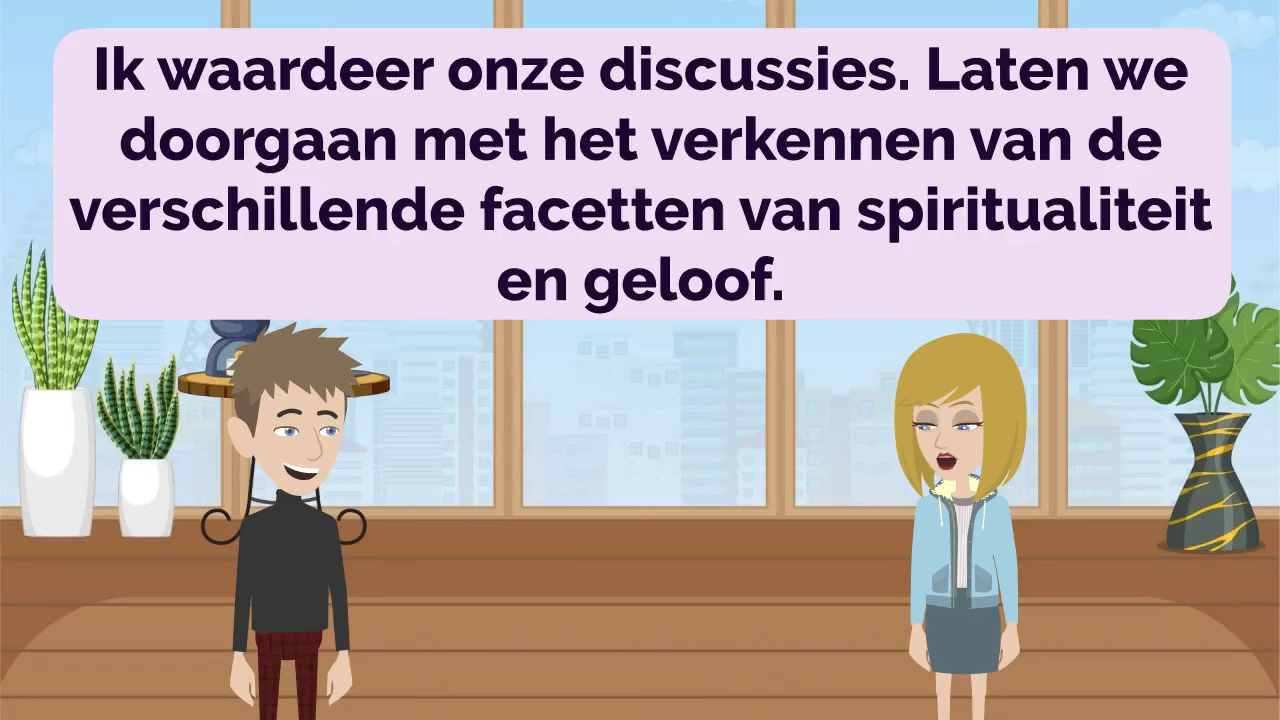 Ik waardeer onze discussies. Laten we
doorgaan met het verkennen van de
verschillende facetten van spiritualiteit
en geloof.